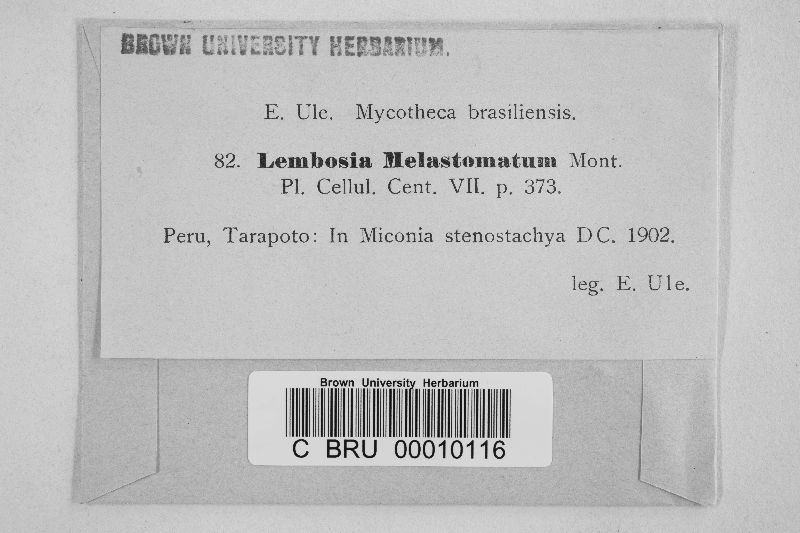 BROWN UNIVERSITY HERBARIUM.
E. Ule. Mycotheca brasiliensis.
82. Lembosia Melastomatum Mont.
Pl. Cellul. Cent. VII. p. 373.
Peru, Tarapoto: In Miconia stenostachya DC. 1902.
leg. E. Ule.
Brown University Herbarium
C BRU 00010116